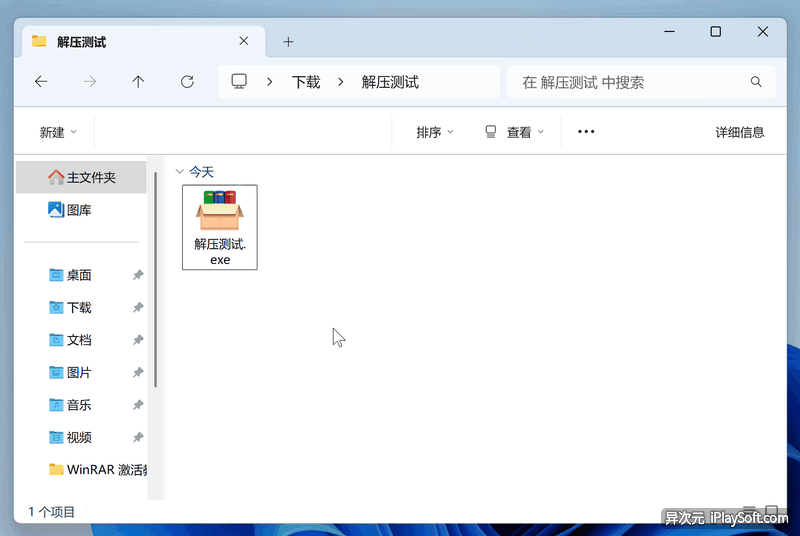 解压测试
下载 解压测试
在 解压测试 中搜索
新建 排序 查看 ••• 详细信息
主文件夹
图库
桌面
下载
文档
图片
音乐
视频
WinRAR 激活
今天
解压测试.
exe
1 个项目
异次元 iPlaySoft.com